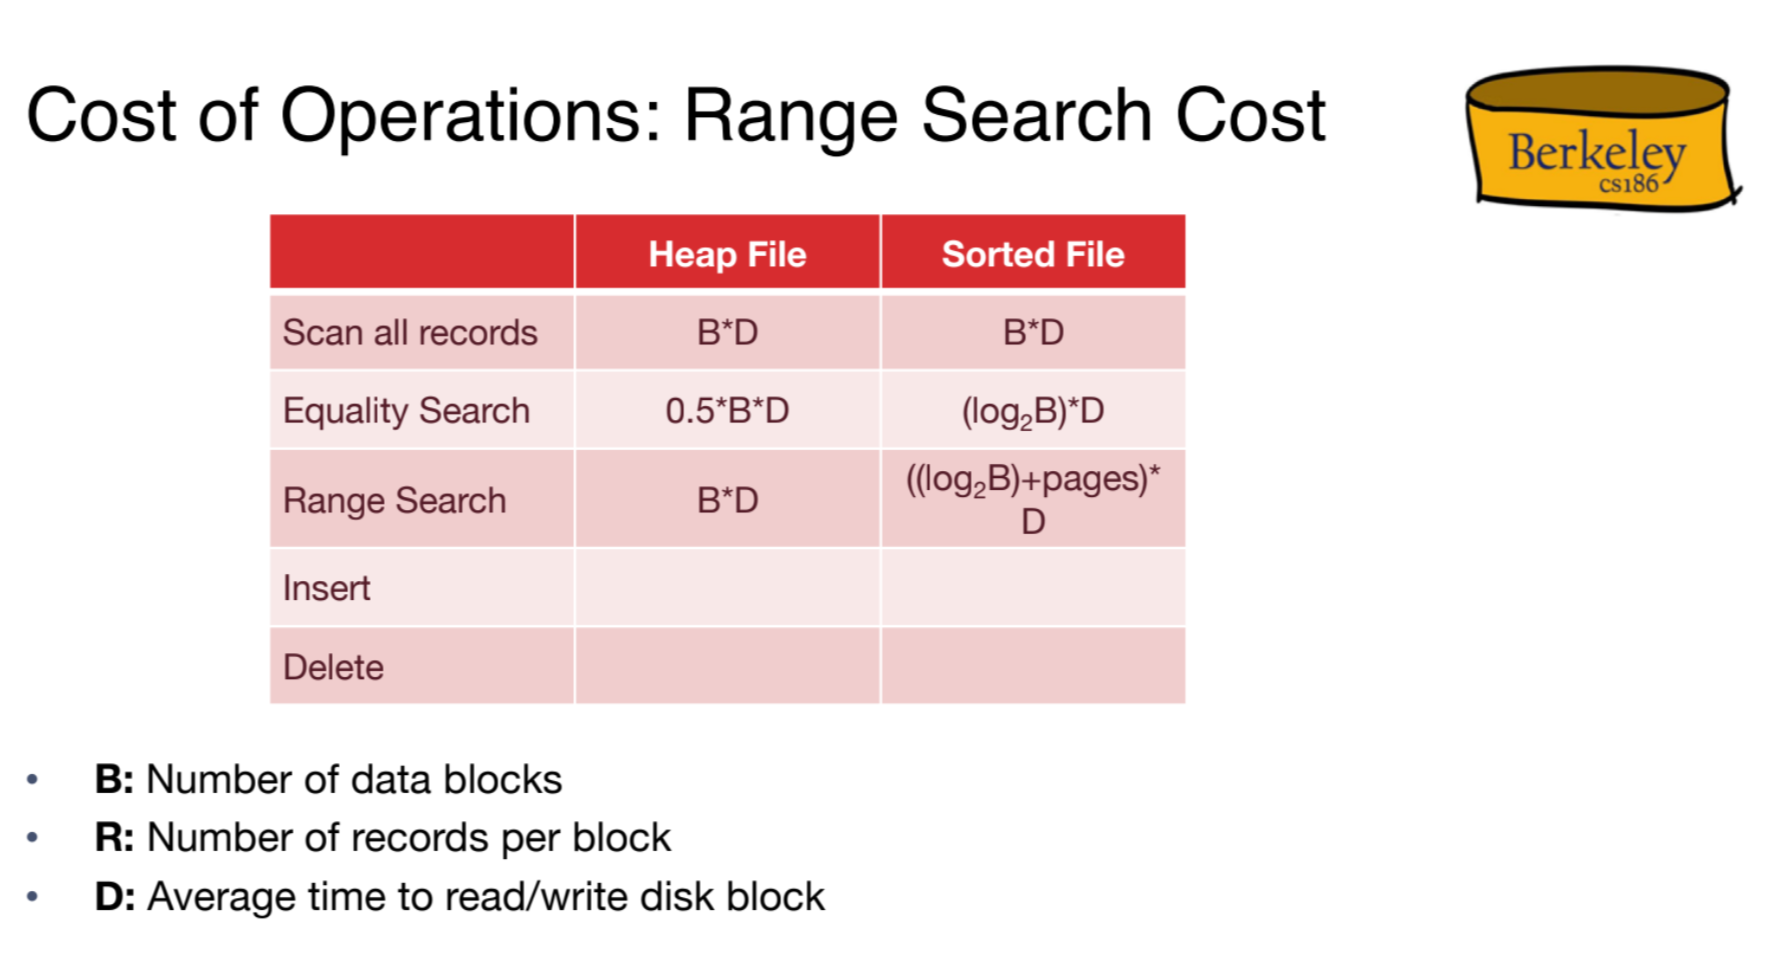 Cost of Operations: Range Search Cost
Berkeley
cs186
Heap File Sorted File
Scan all records B*D B*D
Equality Search 0.5*B*D (log₂B)*D
Range Search B*D ((log₂B)+pages)*
D
Insert
Delete
• B: Number of data blocks
• R: Number of records per block
• D: Average time to read/write disk block